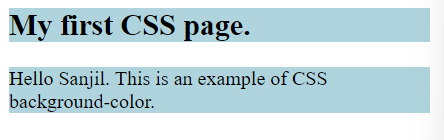 My first CSS page.
Hello Sanjil. This is an example of CSS
background-color.